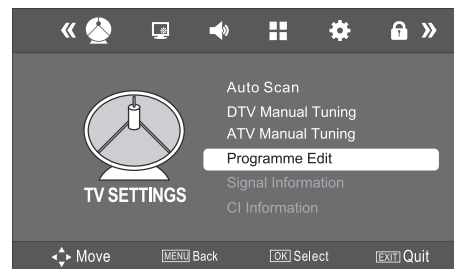 Auto Scan
DTV Manual Tuning
ATV Manual Tuning
Programme Edit
Signal Information
CI Information
TV SETTINGS
Move MENU Back OK Select EXIT Quit